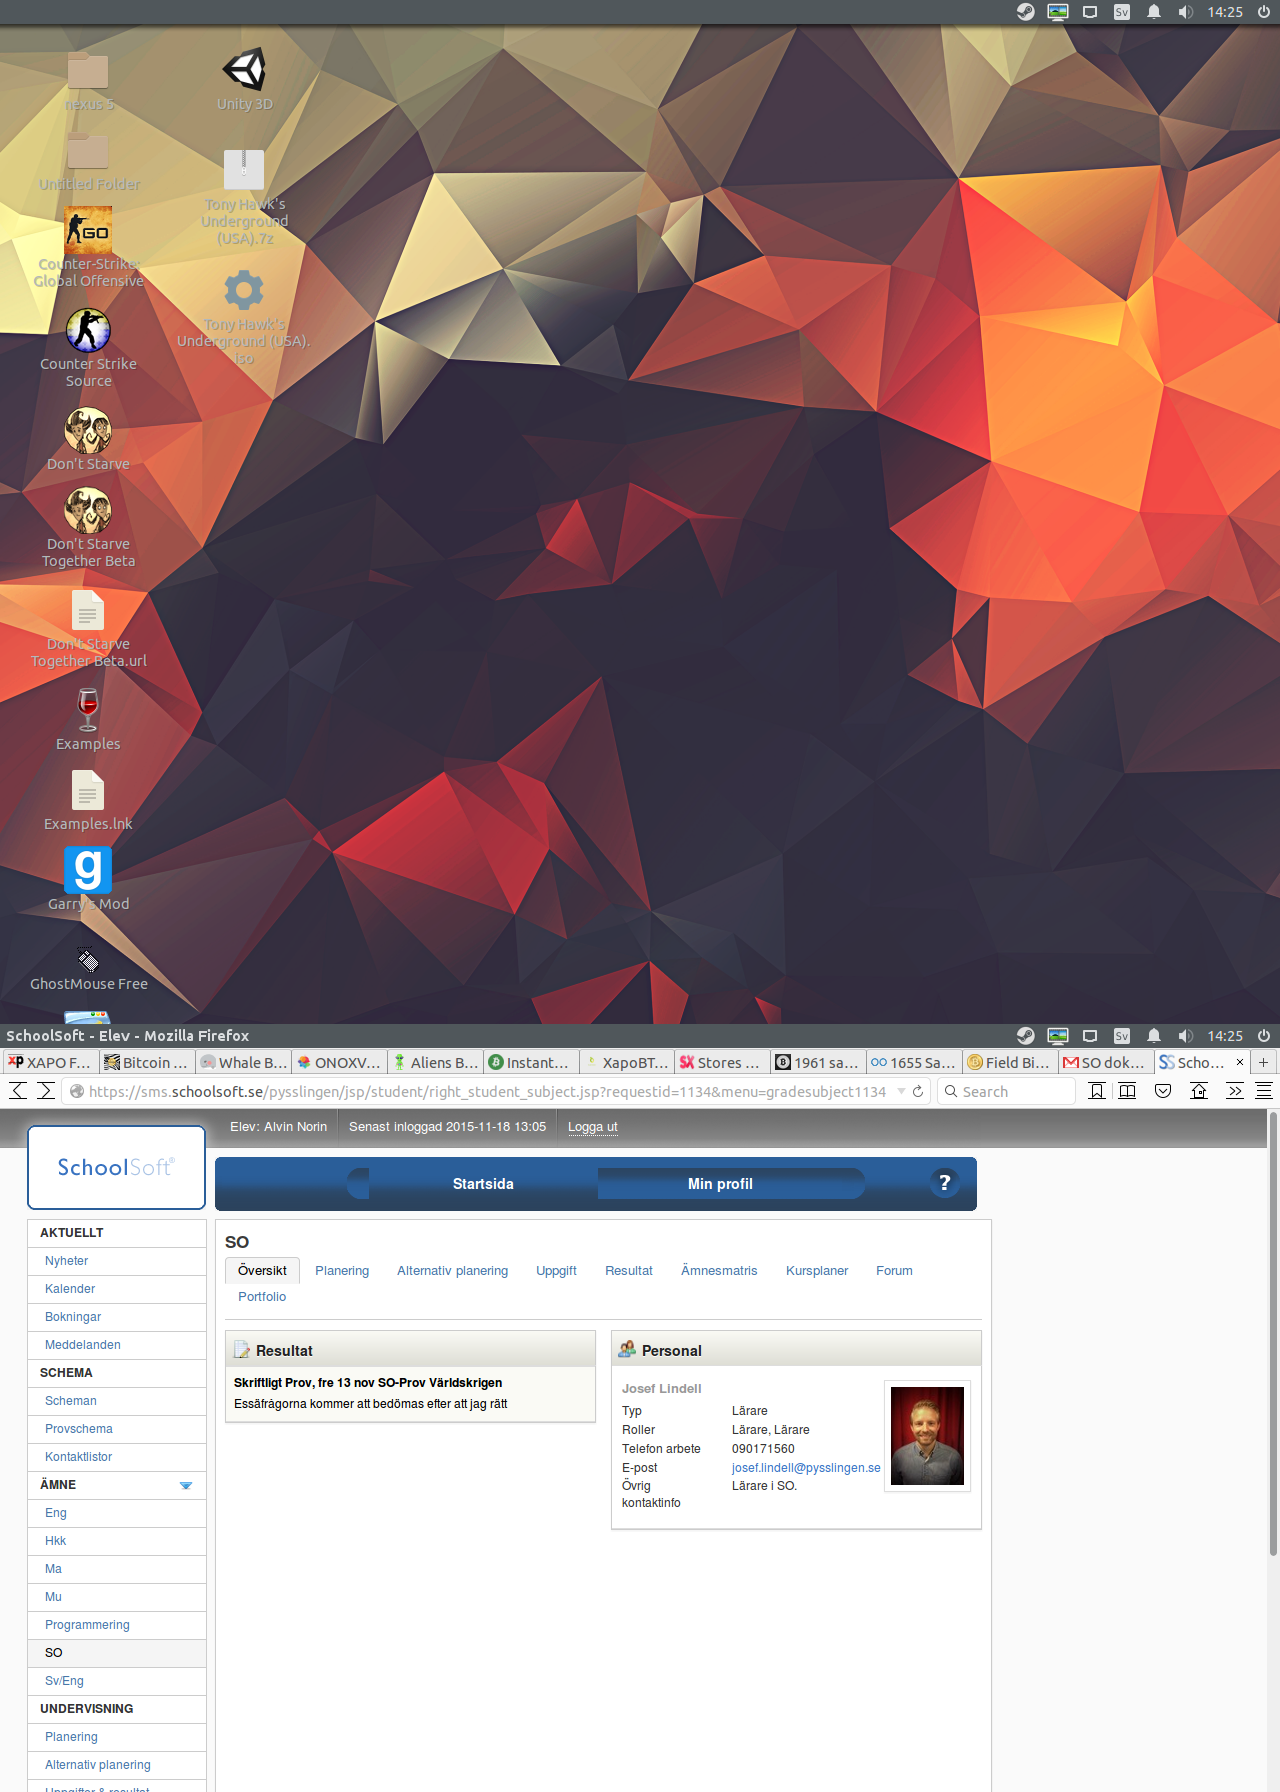 Sv
14:25
nexus 5
Unity 3D
Untitled Folder
Tony Hawk's
Underground
(USA).7z
GO
Counter-Strike:
Global Offensive
Tony Hawk's
Underground (USA).
iso
Counter Strike
Source
Don't Starve
Don't Starve
Together Beta
Don't Starve
Together Beta.url
Examples
Examples.lnk
g
Garry's Mod
GhostMouse Free
SchoolSoft - Elev - Mozilla Firefox
Sv
14:25
XAPO F... Bitcoin ... Whale B... ONOXV... Aliens B... Instant... XapoBT... Stores ... 1961 sa... 1655 Sa... Field Bi... SO dok... Scho...
https://sms.schoolsoft.se/pysslingen/jsp/student/right_student_subject.jsp?requestid=1134&menu=gradesubject1134
Search
Elev: Alvin Norin
Senast inloggad 2015-11-18 13:05
Logga ut
SchoolSoft®
Startsida
Min profil
?
AKTUELLT
Nyheter
Kalender
Bokningar
Meddelanden
SCHEMA
Scheman
Provschema
Kontaktlistor
ÄMNE
Eng
Hkk
Ma
Mu
Programmering
SO
Sv/Eng
UNDERVISNING
Planering
Alternativ planering
Uppgifter & resultat
SO
Översikt Planering Alternativ planering Uppgift Resultat Ämnesmatris Kursplaner Forum
Portfolio
Resultat
Skriftligt Prov, fre 13 nov SO-Prov Världskrigen
Essäfrågorna kommer att bedömas efter att jag rätt
Personal
Josef Lindell
Typ Lärare
Roller Lärare, Lärare
Telefon arbete 090171560
E-post josef.lindell@pysslingen.se
Övrig Lärare i SO.
kontaktinfo